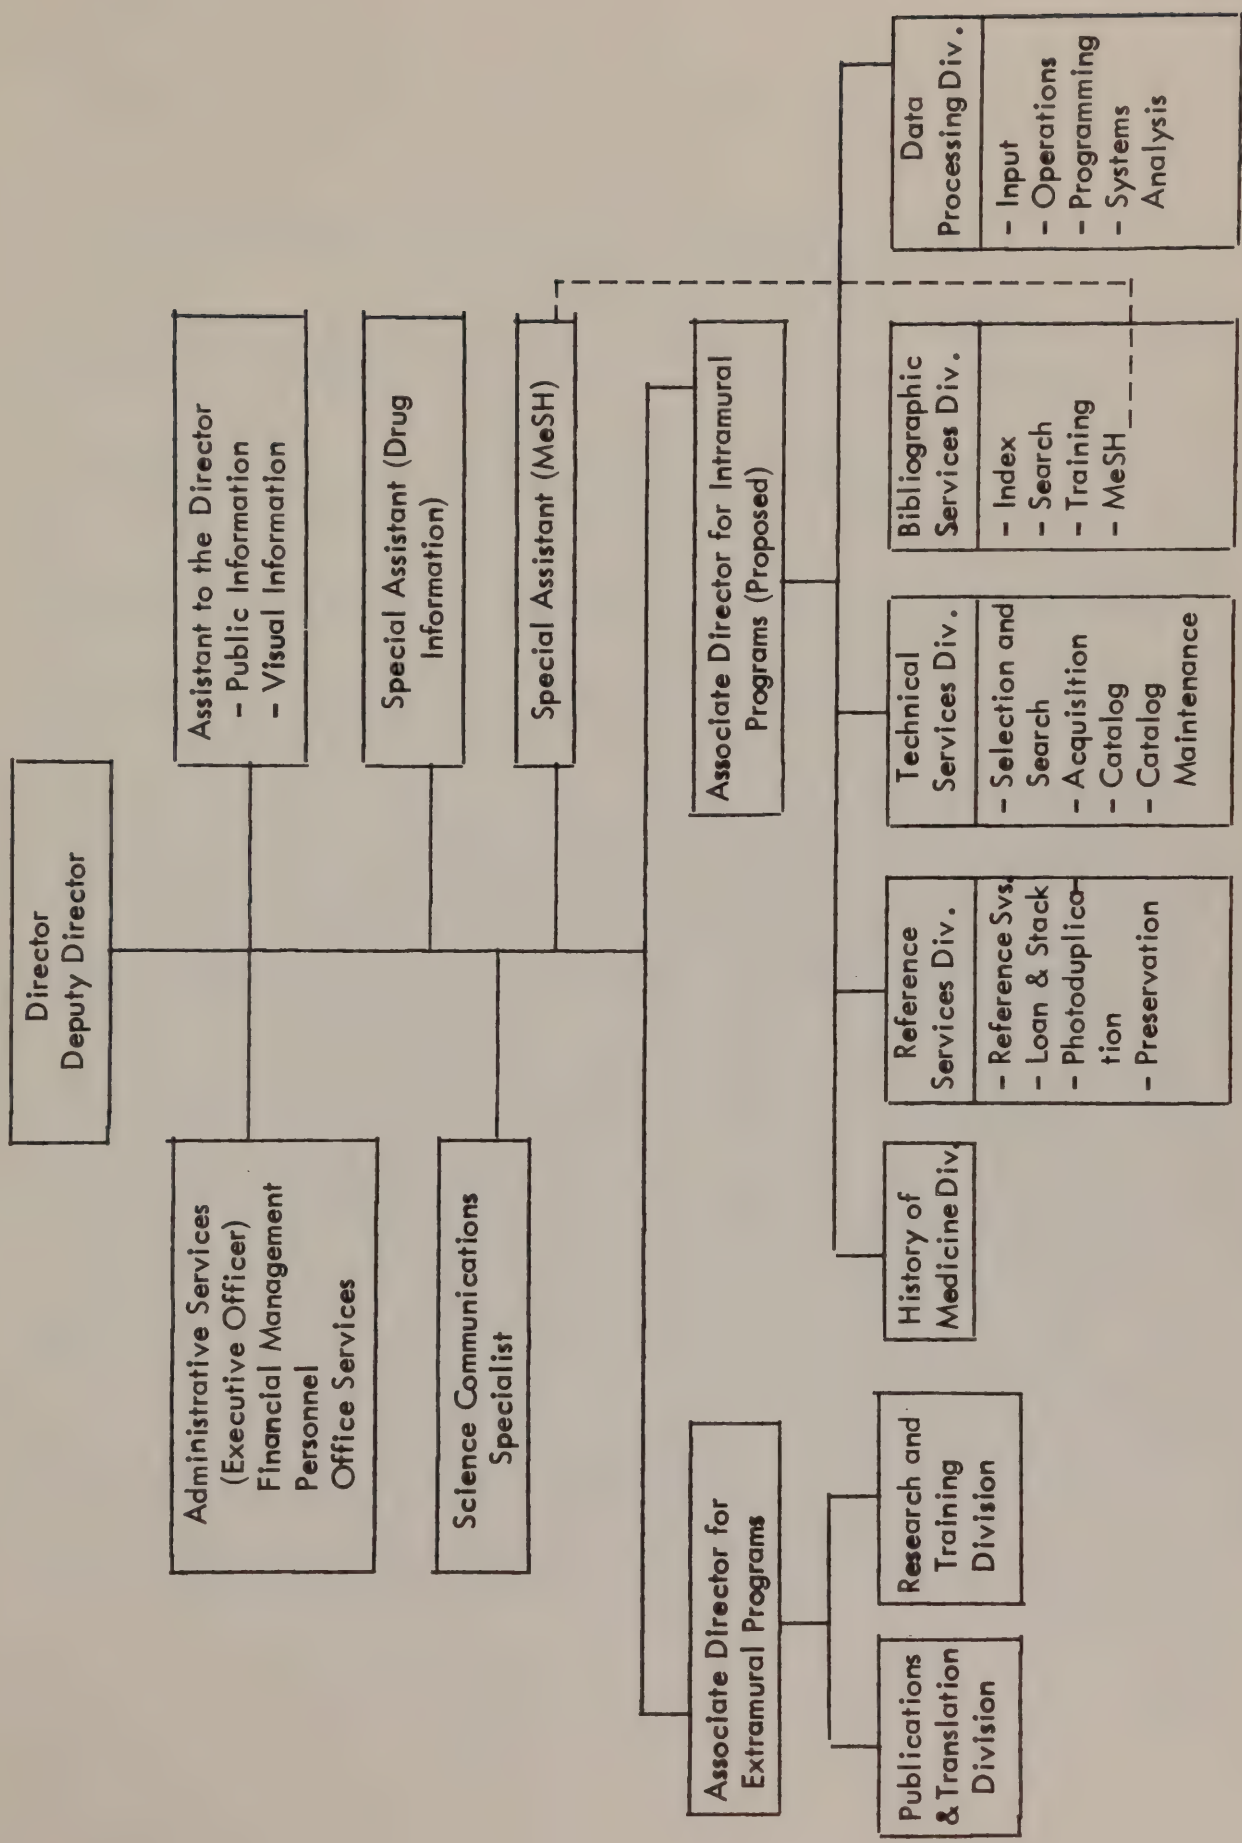 Director
Deputy Director
Administrative Services
(Executive Officer)
Financial Management
Personnel
Office Services
Assistant to the Director
- Public Information
- Visual Information
Science Communications
Specialist
Special Assistant (Drug
Information)
Special Assistant (MeSH)
Associate Director for
Extramural Programs
Associate Director for Intramural
Programs (Proposed)
Publications
& Translation
Division
Research and
Training
Division
History of
Medicine Div.
Reference
Services Div.
- Reference Svs.
- Loan & Stack
- Photoduplica-
tion
- Preservation
Technical
Services Div.
- Selection and
Search
- Acquisition
- Catalog
- Catalog
Maintenance
Bibliographic
Services Div.
- Index
- Search
- Training
- MeSH
Data
Processing Div.
- Input
- Operations
- Programming
- Systems
Analysis